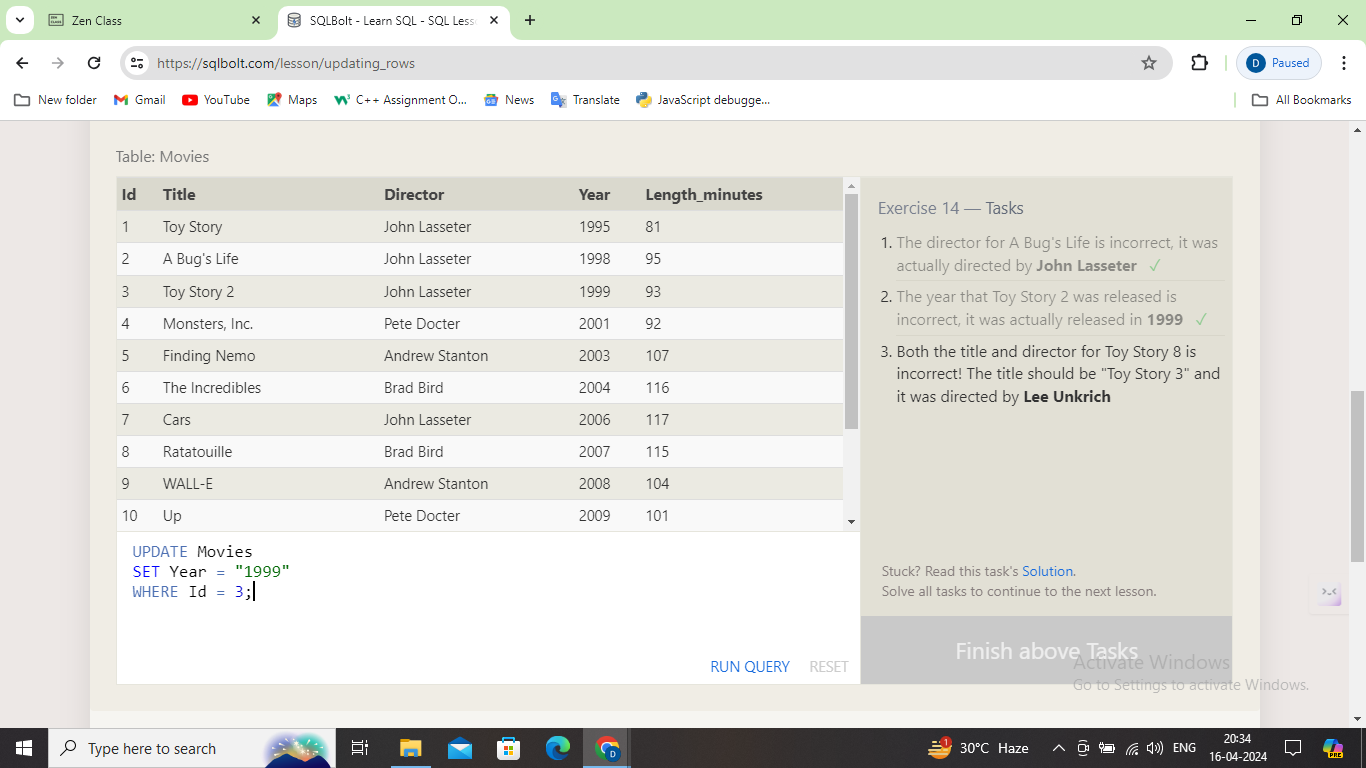 Zen Class
SQLBolt - Learn SQL - SQL Less
https://sqlbolt.com/lesson/updating_rows
D Paused
New folder Gmail YouTube Maps C++ Assignment O... News Translate JavaScript debugge... All Bookmarks
Table: Movies
Id Title Director Year Length_minutes
1 Toy Story John Lasseter 1995 81
2 A Bug's Life John Lasseter 1998 95
3 Toy Story 2 John Lasseter 1999 93
4 Monsters, Inc. Pete Docter 2001 92
5 Finding Nemo Andrew Stanton 2003 107
6 The Incredibles Brad Bird 2004 116
7 Cars John Lasseter 2006 117
8 Ratatouille Brad Bird 2007 115
9 WALL-E Andrew Stanton 2008 104
10 Up Pete Docter 2009 101
UPDATE Movies
SET Year = "1999"
WHERE Id = 3;
RUN QUERY RESET
Exercise 14 — Tasks
1. The director for A Bug's Life is incorrect, it was
actually directed by John Lasseter ✓
2. The year that Toy Story 2 was released is
incorrect, it was actually released in 1999 ✓
3. Both the title and director for Toy Story 8 is
incorrect! The title should be "Toy Story 3" and
it was directed by Lee Unkrich
Stuck? Read this task's Solution.
Solve all tasks to continue to the next lesson.
Finish above Tasks
Activate Windows
Go to Settings to activate Windows.
Type here to search
D
1
30°C Haze
ENG
20:34
16-04-2024
PRE